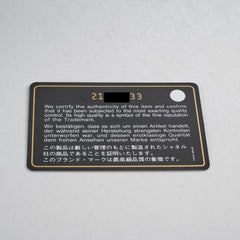 21 33
We certify the authenticity of this item and confirm
that it has been subjected to the most exacting quality
control. Its high quality is a symbol of the fine reputation
of the Trademark.
Wir bestätigen, dass es sich um einen Artikel handelt,
der während seiner Herstellung strengsten Kontrollen
unterworfen war, und dessen erstklassige Qualität
dem hohen Ansehen unserer Marke entspricht.
この製品は厳しい管理のもとに製造されたシャネル
社の商品であることを証明いたします。
このブランド・マークは最高級品質の象徴です。